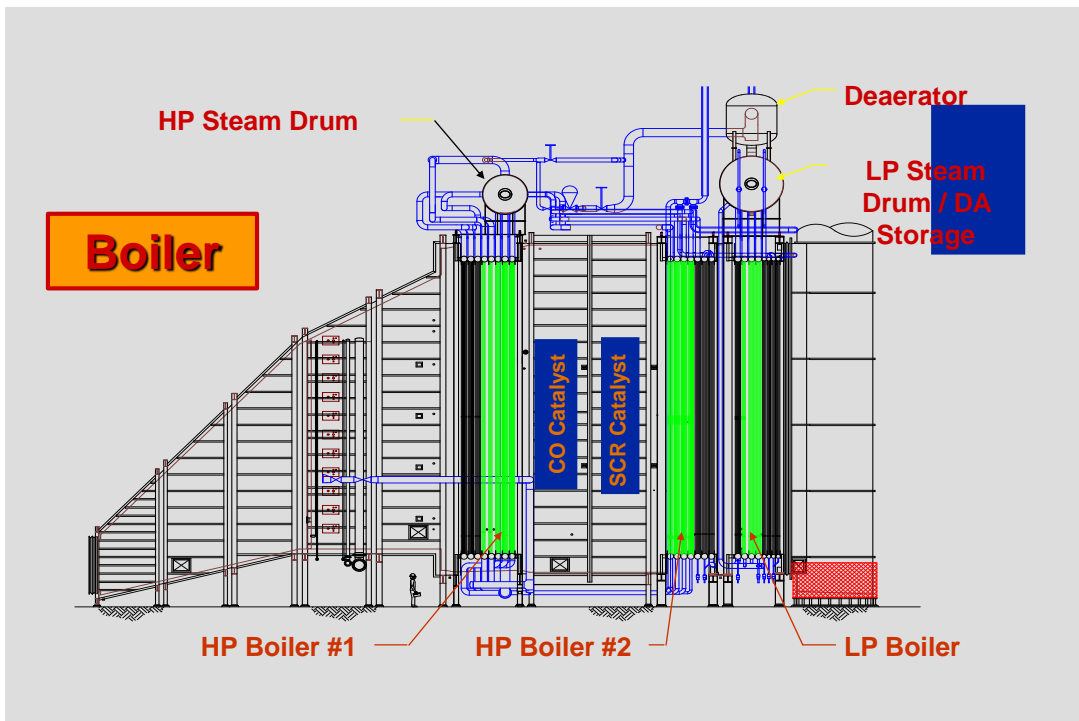 Deaerator
HP Steam Drum
LP Steam
Drum / DA
Storage
Boiler
CO Catalyst
SCR Catalyst
HP Boiler #1
HP Boiler #2
LP Boiler